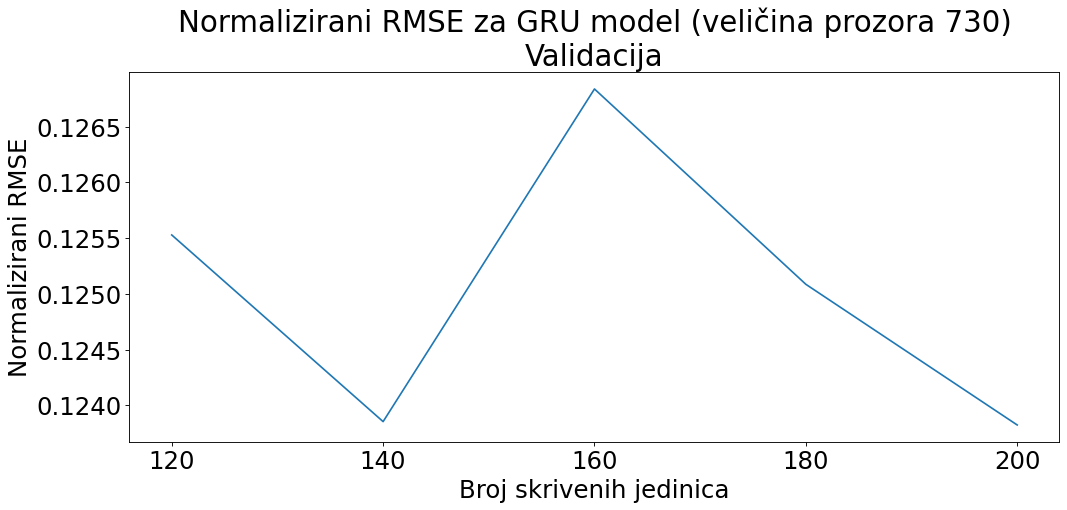 Normalizirani RMSE za GRU model (veličina prozora 730)
Validacija
Normalizirani RMSE
0.1265
0.1260
0.1255
0.1250
0.1245
0.1240
120 140 160 180 200
Broj skrivenih jedinica